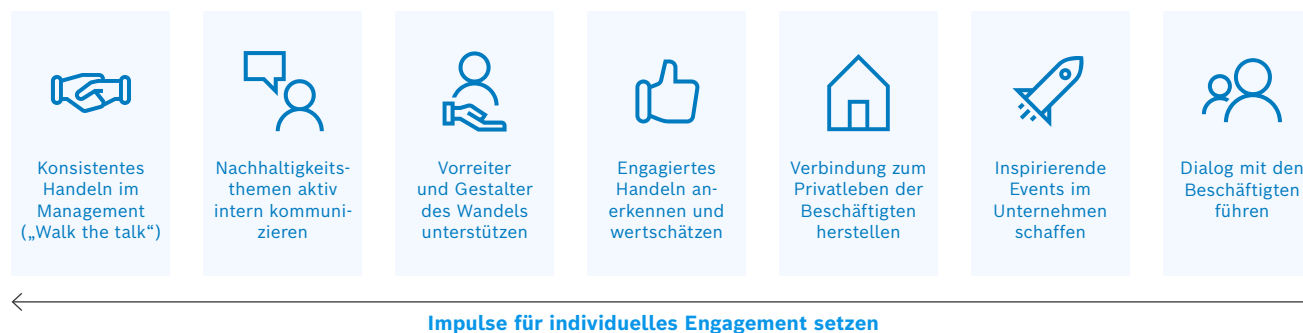 Konsistentes
Handeln im
Management
(„Walk the talk“)
Nachhaltigkeits-
themen aktiv
intern kommuni-
zieren
Vorreiter
und Gestalter
des Wandels
unterstützen
Engagiertes
Handeln an-
erkennen und
wertschätzen
Verbindung zum
Privatleben der
Beschäftigten
herstellen
Inspirierende
Events im
Unternehmen
schaffen
Dialog mit den
Beschäftigten
führen
Impulse für individuelles Engagement setzen